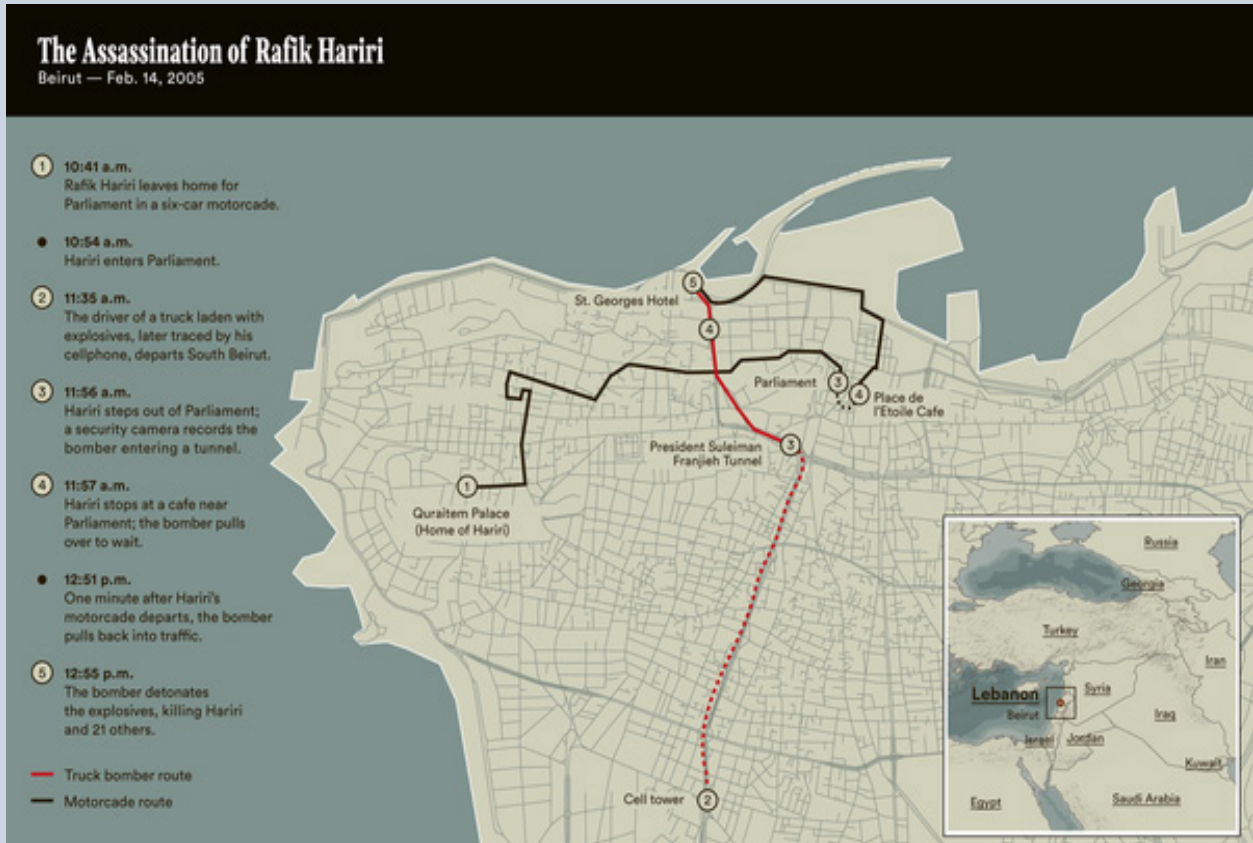 The Assassination of Rafik Hariri
Beirut — Feb. 14, 2005
1 10:41 a.m.
Rafik Hariri leaves home for
Parliament in a six-car motorcade.
10:54 a.m.
Hariri enters Parliament.
2 11:35 a.m.
The driver of a truck laden with
explosives, later traced by his
cellphone, departs South Beirut.
3 11:56 a.m.
Hariri steps out of Parliament;
a security camera records the
bomber entering a tunnel.
4 11:57 a.m.
Hariri stops at a cafe near
Parliament; the bomber pulls
over to wait.
12:51 p.m.
One minute after Hariri's
motorcade departs, the bomber
pulls back into traffic.
5 12:55 p.m.
The bomber detonates
the explosives, killing Hariri
and 21 others.
Truck bomber route
Motorcade route
5
St. Georges Hotel
4
Parliament
3
4
Place de
l'Etoile Cafe
President Suleiman
Franjieh Tunnel
3
1
Quraitem Palace
(Home of Hariri)
Cell tower
2
Russia
Georgia
Turkey
Iran
Lebanon
Syria
Beirut
Iraq
Israel
Jordan
Kuwait
Egypt
Saudi Arabia